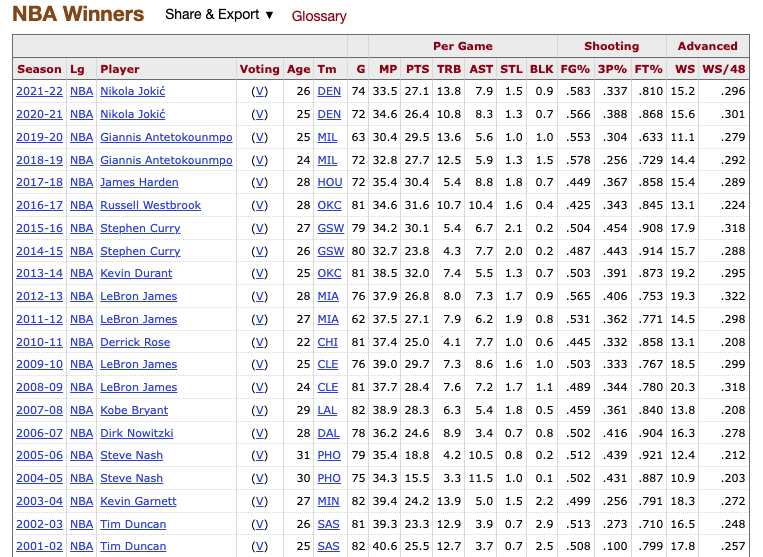 NBA Winners Share & Export ▼ Glossary
Per Game Shooting Advanced
Season Lg Player Voting Age Tm G MP PTS TRB AST STL BLK FG% 3P% FT% WS WS/48
2021-22 NBA Nikola Jokić (V) 26 DEN 74 33.5 27.1 13.8 7.9 1.5 0.9 .583 .337 .810 15.2 .296
2020-21 NBA Nikola Jokić (V) 25 DEN 72 34.6 26.4 10.8 8.3 1.3 0.7 .566 .388 .868 15.6 .301
2019-20 NBA Giannis Antetokounmpo (V) 25 MIL 63 30.4 29.5 13.6 5.6 1.0 1.0 .553 .304 .633 11.1 .279
2018-19 NBA Giannis Antetokounmpo (V) 24 MIL 72 32.8 27.7 12.5 5.9 1.3 1.5 .578 .256 .729 14.4 .292
2017-18 NBA James Harden (V) 28 HOU 72 35.4 30.4 5.4 8.8 1.8 0.7 .449 .367 .858 15.4 .289
2016-17 NBA Russell Westbrook (V) 28 OKC 81 34.6 31.6 10.7 10.4 1.6 0.4 .425 .343 .845 13.1 .224
2015-16 NBA Stephen Curry (V) 27 GSW 79 34.2 30.1 5.4 6.7 2.1 0.2 .504 .454 .908 17.9 .318
2014-15 NBA Stephen Curry (V) 26 GSW 80 32.7 23.8 4.3 7.7 2.0 0.2 .487 .443 .914 15.7 .288
2013-14 NBA Kevin Durant (V) 25 OKC 81 38.5 32.0 7.4 5.5 1.3 0.7 .503 .391 .873 19.2 .295
2012-13 NBA LeBron James (V) 28 MIA 76 37.9 26.8 8.0 7.3 1.7 0.9 .565 .406 .753 19.3 .322
2011-12 NBA LeBron James (V) 27 MIA 62 37.5 27.1 7.9 6.2 1.9 0.8 .531 .362 .771 14.5 .298
2010-11 NBA Derrick Rose (V) 22 CHI 81 37.4 25.0 4.1 7.7 1.0 0.6 .445 .332 .858 13.1 .208
2009-10 NBA LeBron James (V) 25 CLE 76 39.0 29.7 7.3 8.6 1.6 1.0 .503 .333 .767 18.5 .299
2008-09 NBA LeBron James (V) 24 CLE 81 37.7 28.4 7.6 7.2 1.7 1.1 .489 .344 .780 20.3 .318
2007-08 NBA Kobe Bryant (V) 29 LAL 82 38.9 28.3 6.3 5.4 1.8 0.5 .459 .361 .840 13.8 .208
2006-07 NBA Dirk Nowitzki (V) 28 DAL 78 36.2 24.6 8.9 3.4 0.7 0.8 .502 .416 .904 16.3 .278
2005-06 NBA Steve Nash (V) 31 PHO 79 35.4 18.8 4.2 10.5 0.8 0.2 .512 .439 .921 12.4 .212
2004-05 NBA Steve Nash (V) 30 PHO 75 34.3 15.5 3.3 11.5 1.0 0.1 .502 .431 .887 10.9 .203
2003-04 NBA Kevin Garnett (V) 27 MIN 82 39.4 24.2 13.9 5.0 1.5 2.2 .499 .256 .791 18.3 .272
2002-03 NBA Tim Duncan (V) 26 SAS 81 39.3 23.3 12.9 3.9 0.7 2.9 .513 .273 .710 16.5 .248
2001-02 NBA Tim Duncan (V) 25 SAS 82 40.6 25.5 12.7 3.7 0.7 2.5 .508 .100 .799 17.8 .257